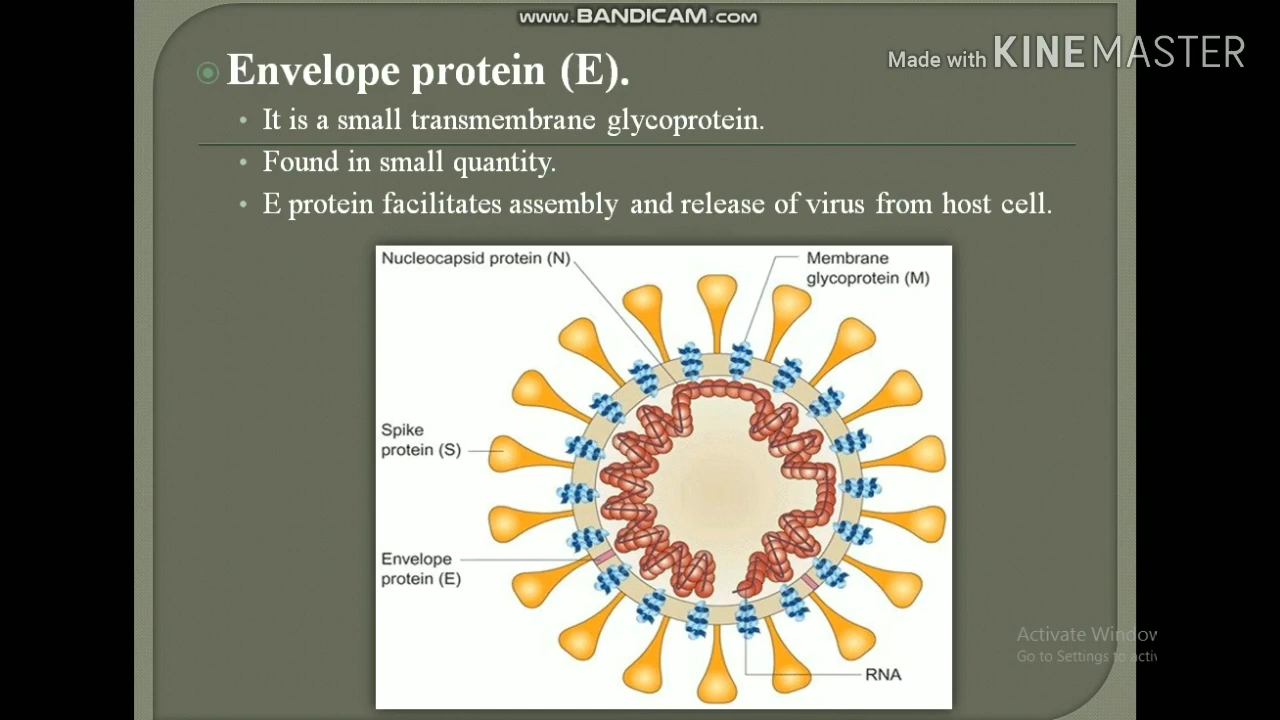 www.BANDICAM.com
Made with KINEMASTER
Envelope protein (E).
It is a small transmembrane glycoprotein.
Found in small quantity.
E protein facilitates assembly and release of virus from host cell.
Nucleocapsid protein (N)
Membrane
glycoprotein (M)
Spike
protein (S)
Envelope
protein (E)
RNA
Activate Window
Go to Settings to activ